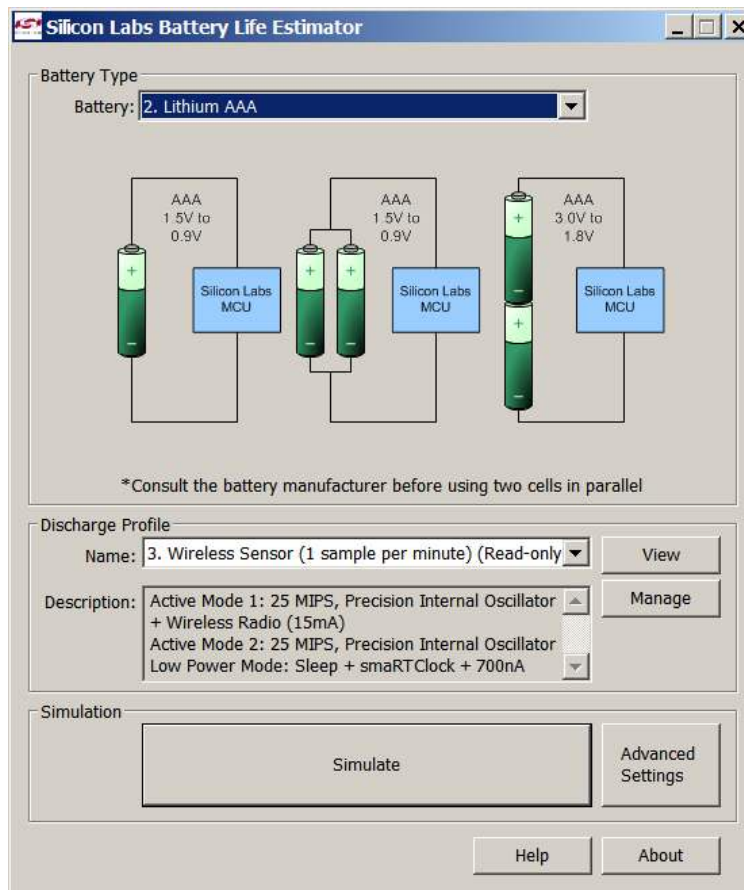 Silicon Labs Battery Life Estimator
Battery Type
Battery: 2. Lithium AAA
AAA
1.5V to
0.9V
Silicon Labs
MCU
+
–
AAA
1.5V to
0.9V
Silicon Labs
MCU
+ +
– –
AAA
3.0V to
1.8V
Silicon Labs
MCU
+
–
+
–
*Consult the battery manufacturer before using two cells in parallel
Discharge Profile
Name: 3. Wireless Sensor (1 sample per minute) (Read-only
View
Description: Active Mode 1: 25 MIPS, Precision Internal Oscillator
+ Wireless Radio (15mA)
Active Mode 2: 25 MIPS, Precision Internal Oscillator
Low Power Mode: Sleep + smaRTClock + 700nA
Manage
Simulation
Simulate
Advanced
Settings
Help
About